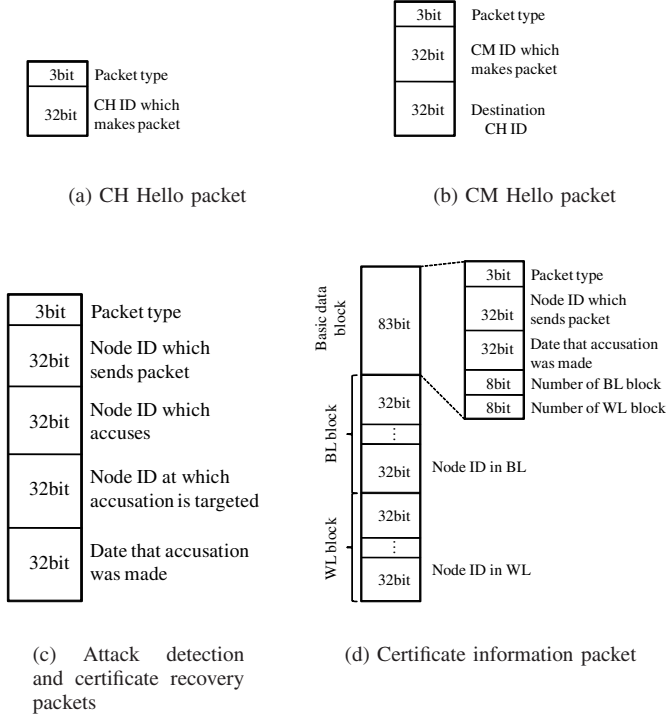 3bit Packet type
32bit CH ID which
makes packet
(a) CH Hello packet
3bit Packet type
32bit CM ID which
makes packet
32bit Destination
CH ID
(b) CM Hello packet
3bit Packet type
32bit Node ID which
sends packet
32bit Node ID which
accuses
32bit Node ID at which
accusation is targeted
32bit Date that accusation
was made
(c) Attack detection
and certificate recovery
packets
Basic data
block
83bit
3bit Packet type
32bit Node ID which
sends packet
32bit Date that accusation
was made
8bit Number of BL block
8bit Number of WL block
BL block
32bit
⋮
32bit Node ID in BL
WL block
32bit
⋮
32bit Node ID in WL
(d) Certificate information packet